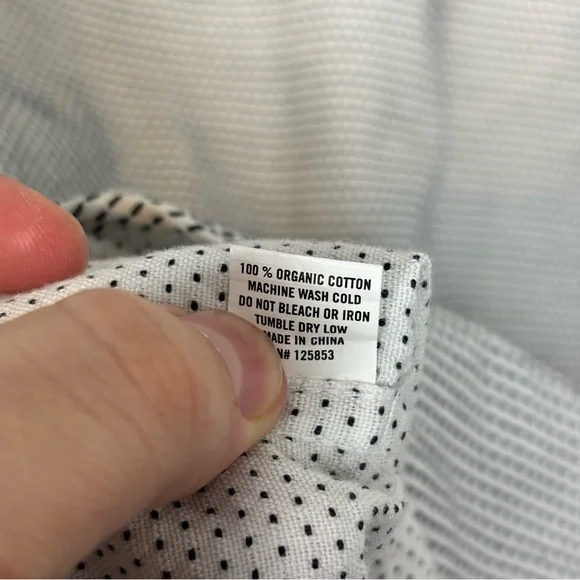 100 % ORGANIC COTTON
MACHINE WASH COLD
DO NOT BLEACH OR IRON
TUMBLE DRY LOW
MADE IN CHINA
N# 125853